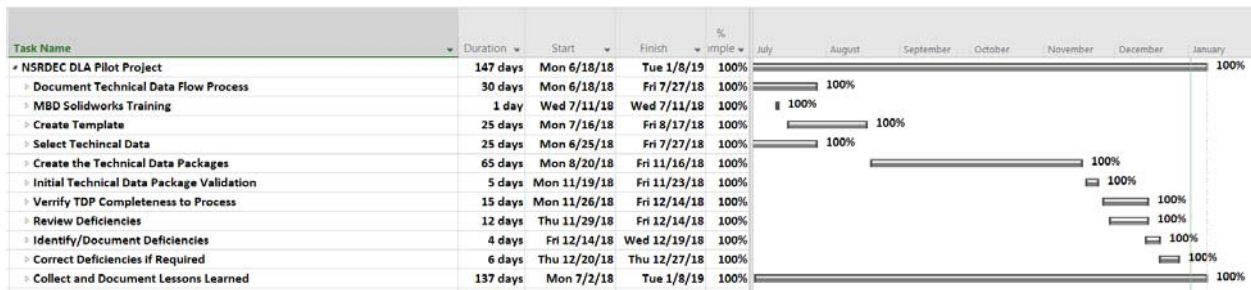 %
Task Name Duration Start Finish mple July August September October November December January
NSRDEC DLA Pilot Project 147 days Mon 6/18/18 Tue 1/8/19 100% 100%
Document Technical Data Flow Process 30 days Mon 6/18/18 Fri 7/27/18 100% 100%
MBD Solidworks Training 1 day Wed 7/11/18 Wed 7/11/18 100% 100%
Create Template 25 days Mon 7/16/18 Fri 8/17/18 100% 100%
Select Techincal Data 25 days Mon 6/25/18 Fri 7/27/18 100% 100%
Create the Technical Data Packages 65 days Mon 8/20/18 Fri 11/16/18 100% 100%
Initial Technical Data Package Validation 5 days Mon 11/19/18 Fri 11/23/18 100% 100%
Verrify TDP Completeness to Process 15 days Mon 11/26/18 Fri 12/14/18 100% 100%
Review Deficiencies 12 days Thu 11/29/18 Fri 12/14/18 100% 100%
Identify/Document Deficiencies 4 days Fri 12/14/18 Wed 12/19/18 100% 100%
Correct Deficiencies if Required 6 days Thu 12/20/18 Thu 12/27/18 100% 100%
Collect and Document Lessons Learned 137 days Mon 7/2/18 Tue 1/8/19 100% 100%